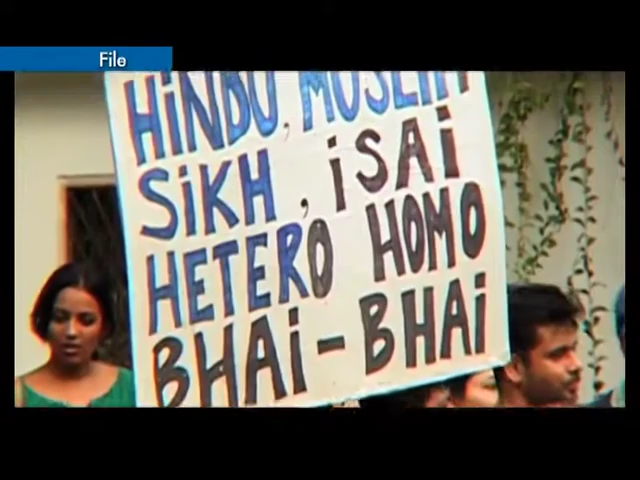 File
HINDU, MUSLIM
SIKH, ISAI
HETERO HOMO
BHAI-BHAI